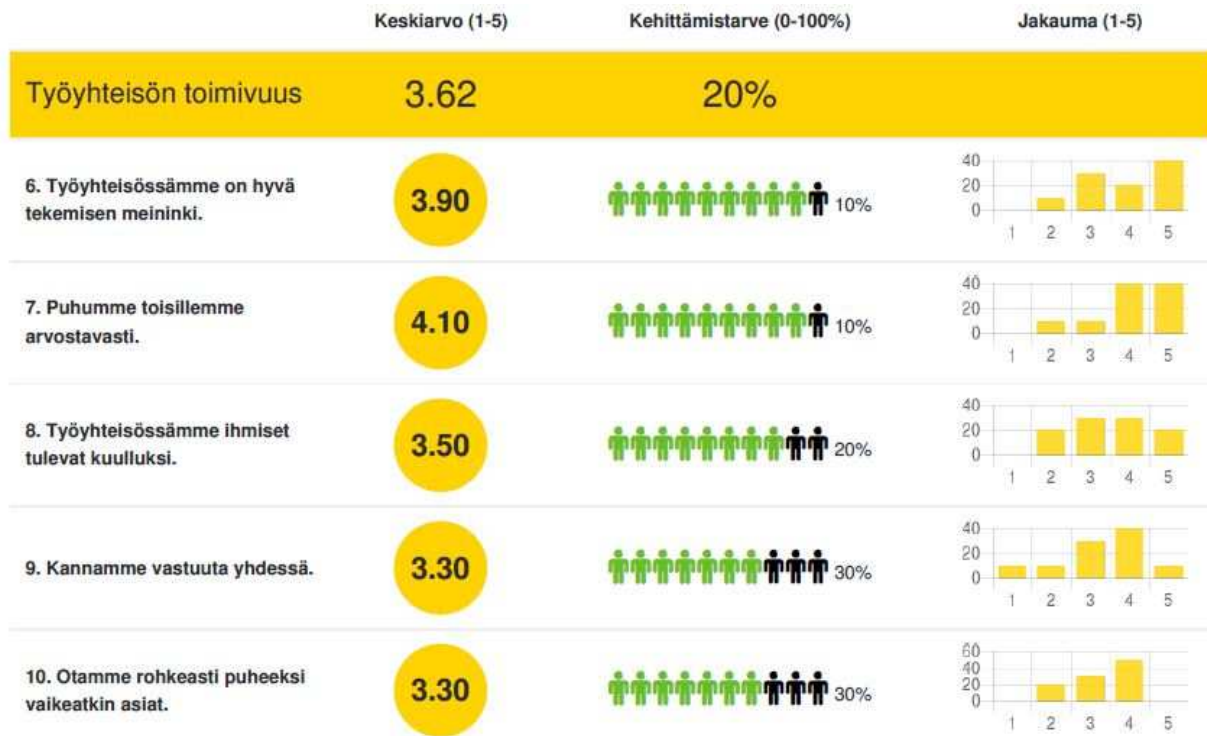 Keskiarvo (1-5) Kehittämistarve (0-100%) Jakauma (1-5)
Työyhteisön toimivuus 3.62 20%
6. Työyhteisössämme on hyvä
tekemisen meininki.
3.90
10%
40
20
0
1 2 3 4 5
7. Puhumme toisillemme
arvostavasti.
4.10
10%
40
20
0
1 2 3 4 5
8. Työyhteisössämme ihmiset
tulevat kuulluksi.
3.50
20%
40
20
0
1 2 3 4 5
9. Kannamme vastuuta yhdessä.
3.30
30%
40
20
0
1 2 3 4 5
10. Otamme rohkeasti puheeksi
vaikeatkin asiat.
3.30
30%
60
40
20
0
1 2 3 4 5